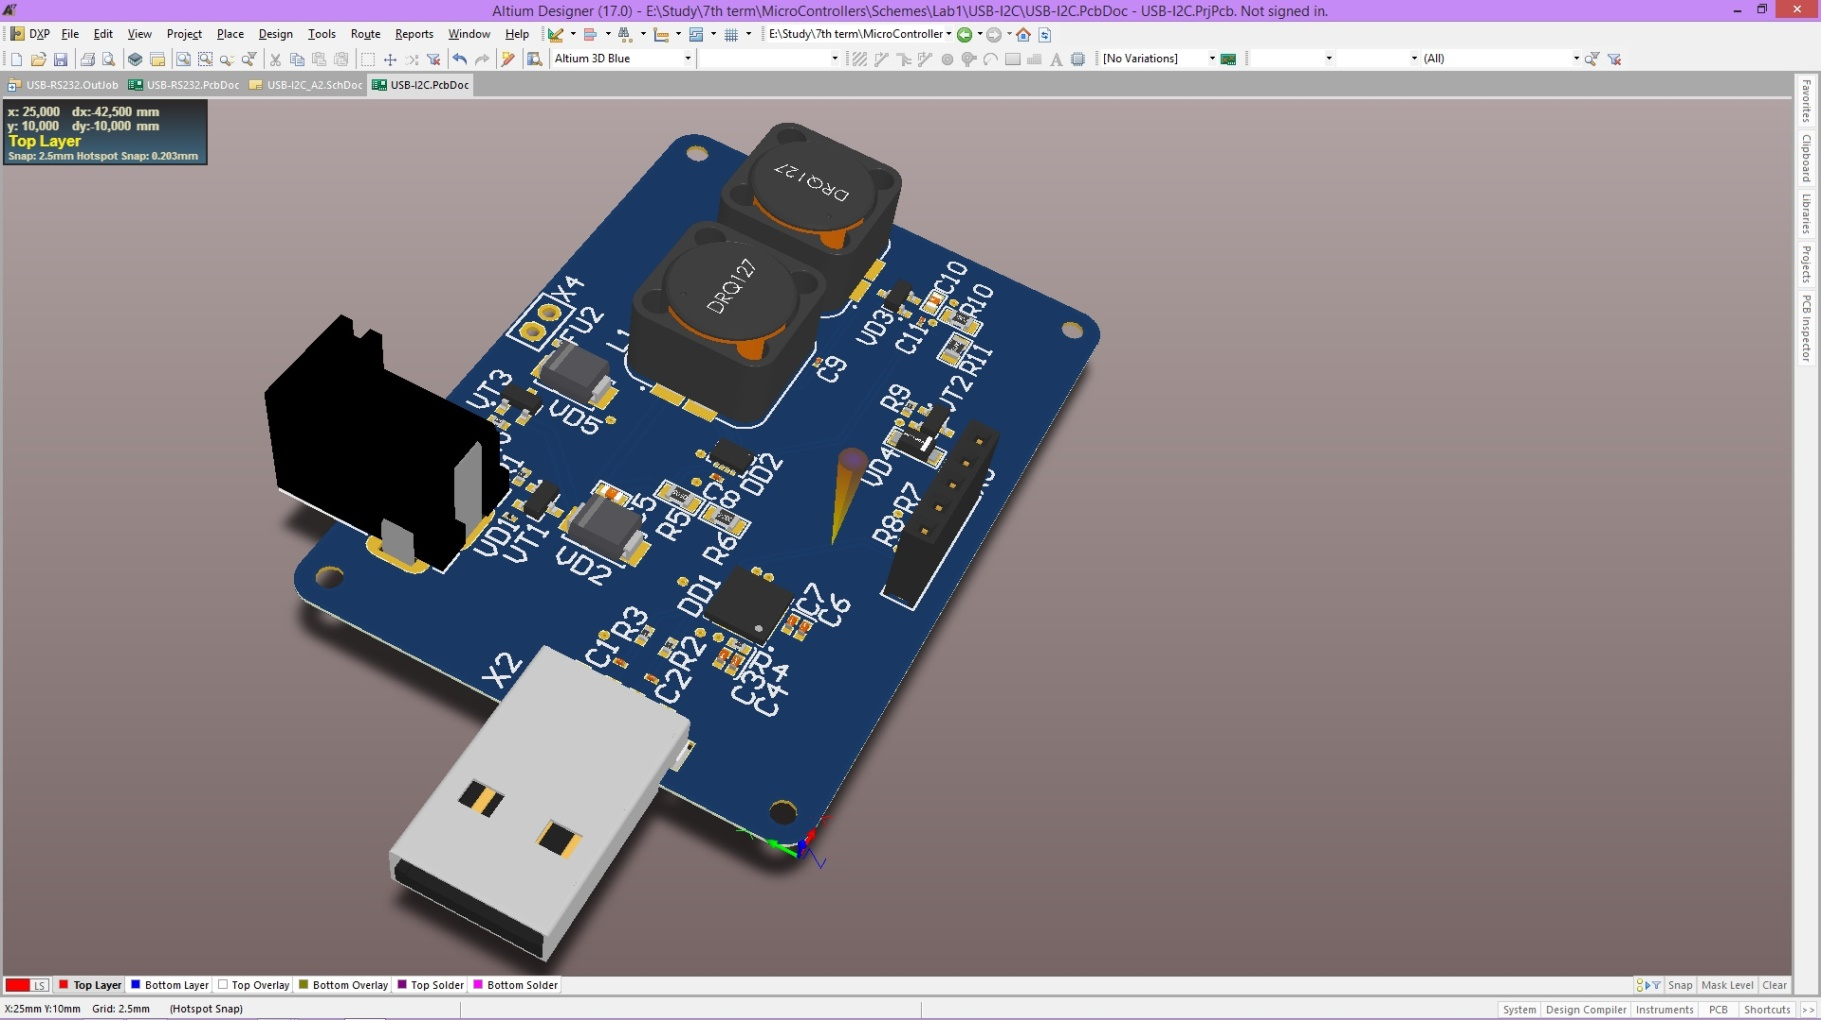 Altium Designer (17.0) - E:\Study\7th term\MicroControllers\Schemes\Lab1\USB-I2C\USB-I2C.PcbDoc - USB-I2C.PrjPcb. Not signed in.
DXP File Edit View Project Place Design Tools Route Reports Window Help E:\Study\7th term\MicroController
Altium 3D Blue [No Variations] (All)
USB-RS232.OutJob USB-RS232.PcbDoc USB-I2C_A2.SchDoc USB-I2C.PcbDoc
x: 25,000 dx:-42,500 mm
y: 10,000 dy:-10,000 mm
Top Layer
Snap: 2.5mm Hotspot Snap: 0.203mm
Favorites
Clipboard
Libraries
Projects
PCB Inspector
DRQ127
DRQ127
X4
FU2
L1
C10
R10
VD3
C11
R11
C9
VT3
VD5
R9
VT2
VD4
DD2
C8
R5
R6
R7
R8
VD1
VT1
VD2
DD1
C7
C6
R3
C1
R2
C2
R4
C3
C4
X2
LS Top Layer Bottom Layer Top Overlay Bottom Overlay Top Solder Bottom Solder Snap Mask Level Clear
X:25mm Y:10mm Grid: 2.5mm (Hotspot Snap) System Design Compiler Instruments PCB Shortcuts >>